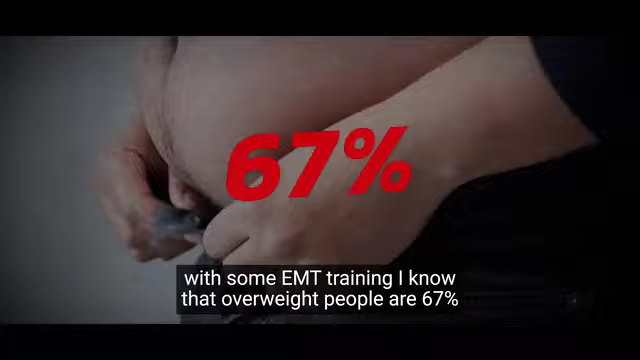 67%
with some EMT training I know
that overweight people are 67%